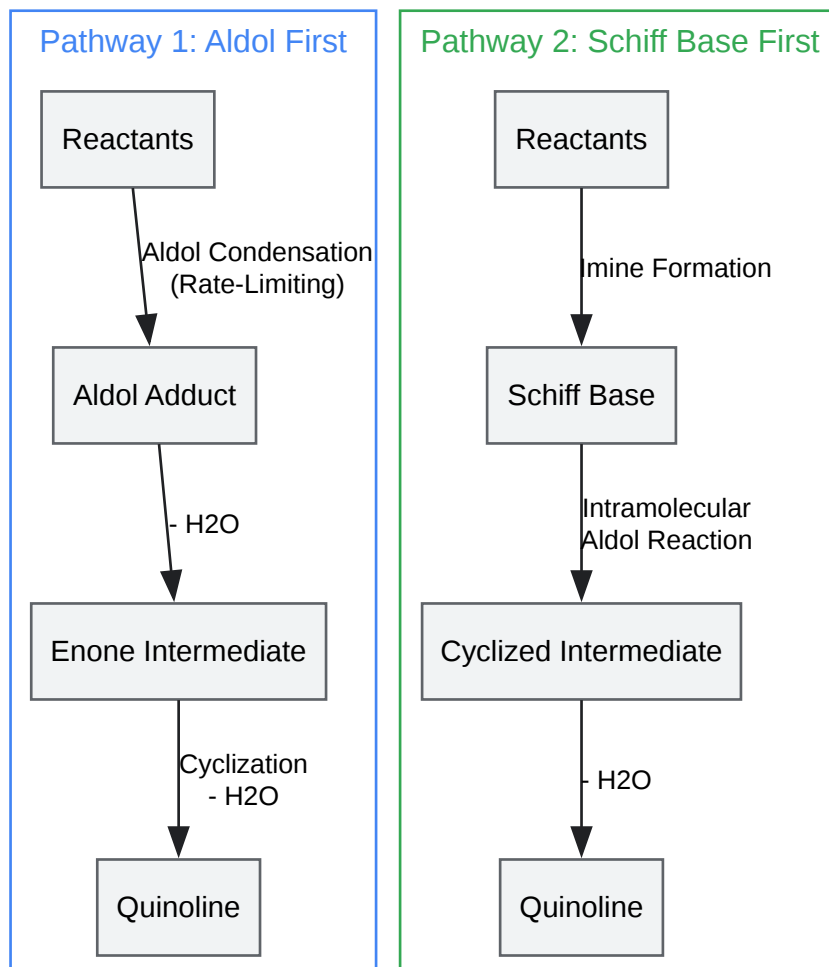 Pathway 1: Aldol First
Reactants
Aldol Condensation
(Rate-Limiting)
Aldol Adduct
- H2O
Enone Intermediate
Cyclization
- H2O
Quinoline
Pathway 2: Schiff Base First
Reactants
Imine Formation
Schiff Base
Intramolecular
Aldol Reaction
Cyclized Intermediate
- H2O
Quinoline